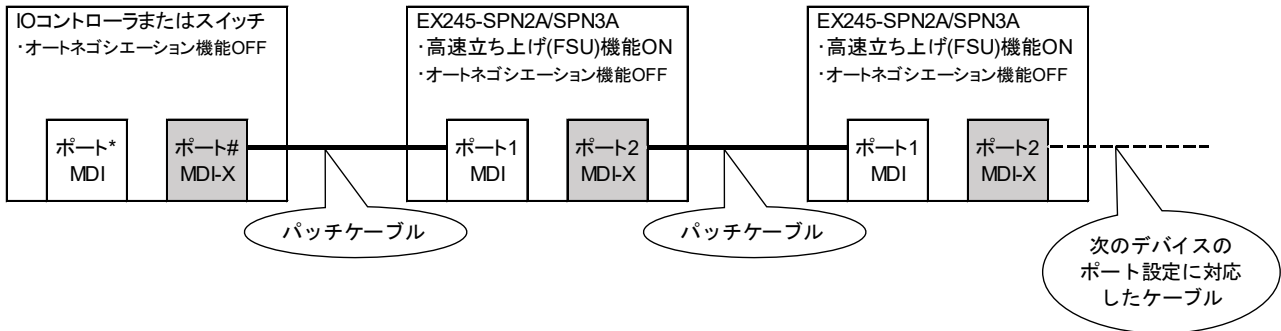 IOコントローラまたはスイッチ
・オートネゴシエーション機能OFF
ポート*
MDI
ポート#
MDI-X
EX245-SPN2A/SPN3A
・高速立ち上げ(FSU)機能ON
・オートネゴシエーション機能OFF
ポート1
MDI
ポート2
MDI-X
EX245-SPN2A/SPN3A
・高速立ち上げ(FSU)機能ON
・オートネゴシエーション機能OFF
ポート1
MDI
ポート2
MDI-X
パッチケーブル
パッチケーブル
次のデバイスの
ポート設定に対応
したケーブル